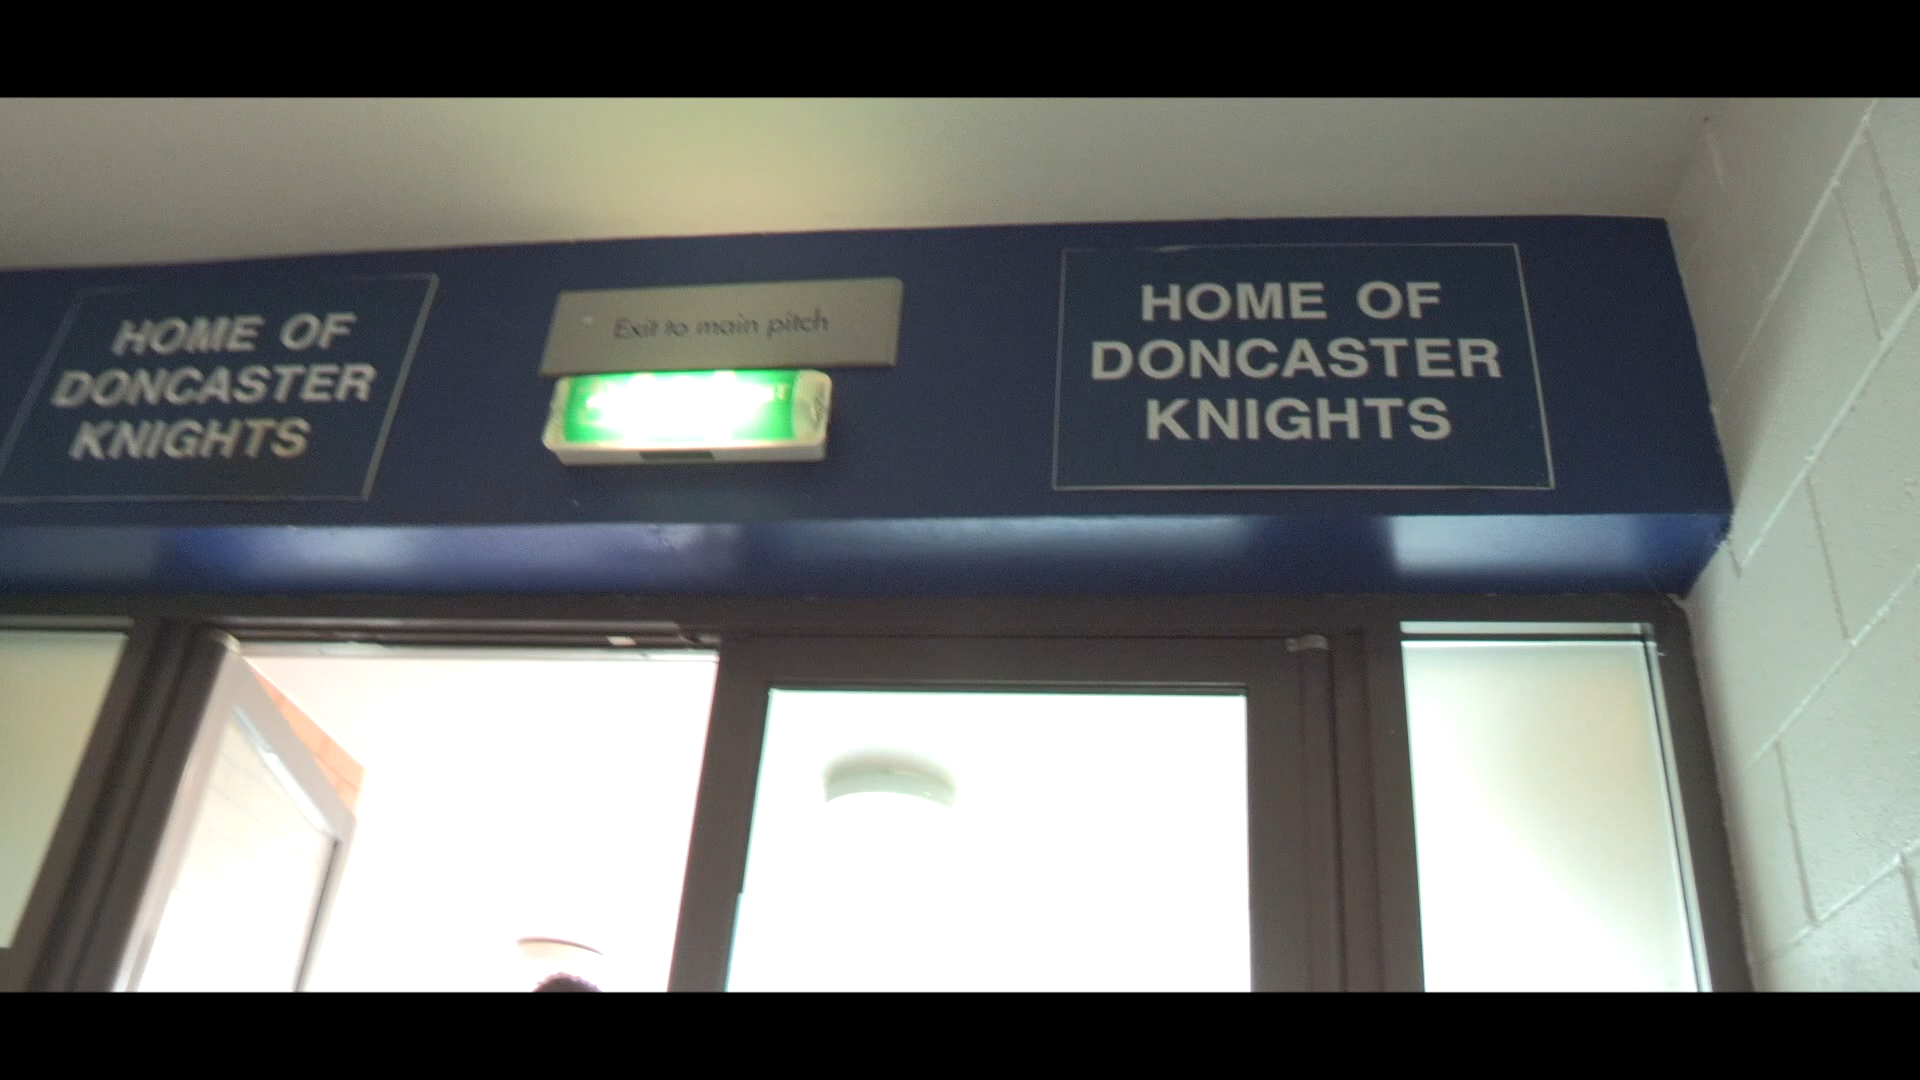 HOME OF
DONCASTER
KNIGHTS
Exit to main pitch
HOME OF
DONCASTER
KNIGHTS